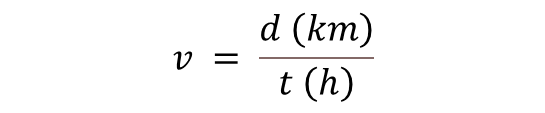 v = d (km) / t (h)